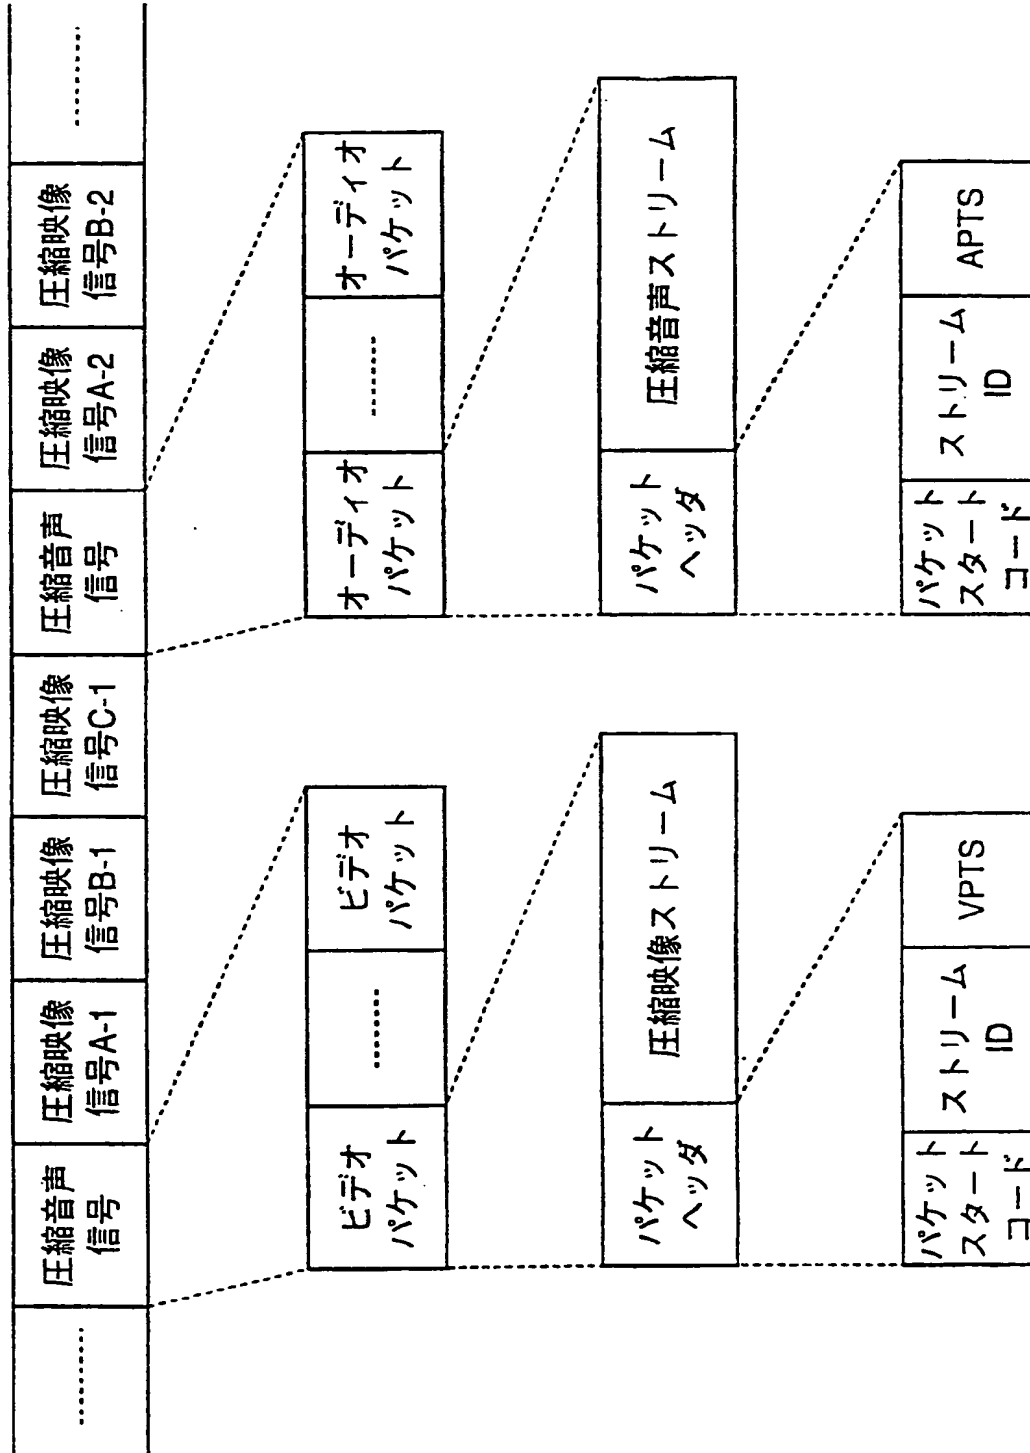 ………
圧縮音声
信号
圧縮映像
信号A-1
圧縮映像
信号B-1
圧縮映像
信号C-1
圧縮音声
信号
圧縮映像
信号A-2
圧縮映像
信号B-2
………
ビデオ
パケット
………
ビデオ
パケット
オーディオ
パケット
………
オーディオ
パケット
パケット
ヘッダ
圧縮映像ストリーム
パケット
ヘッダ
圧縮音声ストリーム
パケット
スタート
コード
ストリーム
ID
VPTS
パケット
スタート
コード
ストリーム
ID
APTS